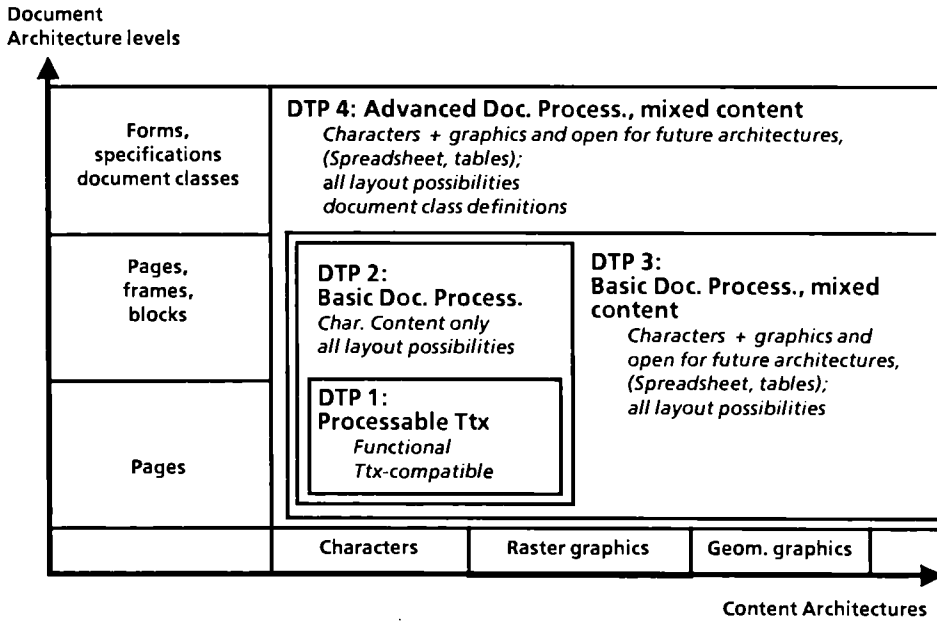 Document
Architecture levels
Forms,
specifications
document classes
DTP 4: Advanced Doc. Process., mixed content
Characters + graphics and open for future architectures,
(Spreadsheet, tables);
all layout possibilities
document class definitions
Pages,
frames,
blocks
DTP 2:
Basic Doc. Process.
Char. Content only
all layout possibilities
DTP 3:
Basic Doc. Process., mixed
content
Characters + graphics and
open for future architectures,
(Spreadsheet, tables);
all layout possibilities
Pages
DTP 1:
Processable Ttx
Functional
Ttx-compatible
Characters
Raster graphics
Geom. graphics
Content Architectures